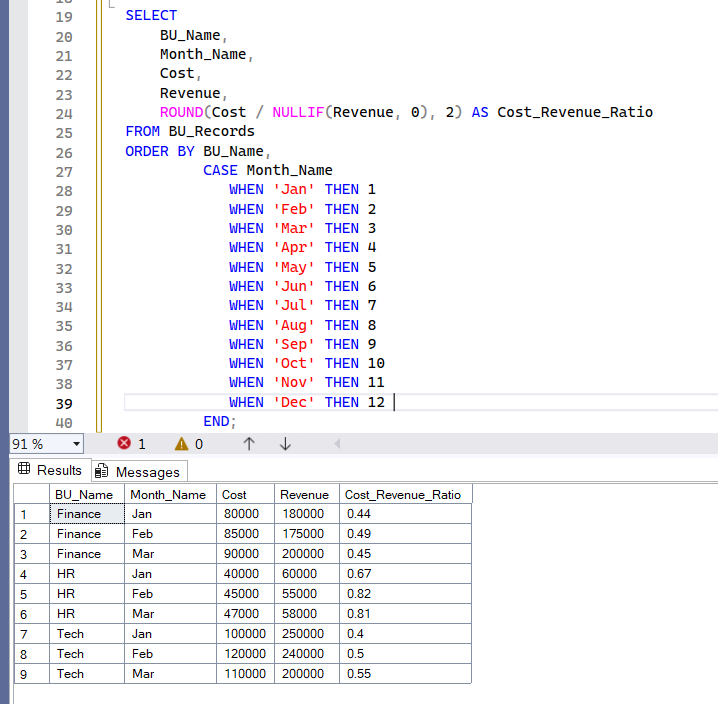 19 SELECT
20 BU_Name,
21 Month_Name,
22 Cost,
23 Revenue,
24 ROUND(Cost / NULLIF(Revenue, 0), 2) AS Cost_Revenue_Ratio
25 FROM BU_Records
26 ORDER BY BU_Name,
27 CASE Month_Name
28 WHEN 'Jan' THEN 1
29 WHEN 'Feb' THEN 2
30 WHEN 'Mar' THEN 3
31 WHEN 'Apr' THEN 4
32 WHEN 'May' THEN 5
33 WHEN 'Jun' THEN 6
34 WHEN 'Jul' THEN 7
35 WHEN 'Aug' THEN 8
36 WHEN 'Sep' THEN 9
37 WHEN 'Oct' THEN 10
38 WHEN 'Nov' THEN 11
39 WHEN 'Dec' THEN 12
40 END;
91 % 1 0
Results Messages
BU_Name Month_Name Cost Revenue Cost_Revenue_Ratio
1 Finance Jan 80000 180000 0.44
2 Finance Feb 85000 175000 0.49
3 Finance Mar 90000 200000 0.45
4 HR Jan 40000 60000 0.67
5 HR Feb 45000 55000 0.82
6 HR Mar 47000 58000 0.81
7 Tech Jan 100000 250000 0.4
8 Tech Feb 120000 240000 0.5
9 Tech Mar 110000 200000 0.55